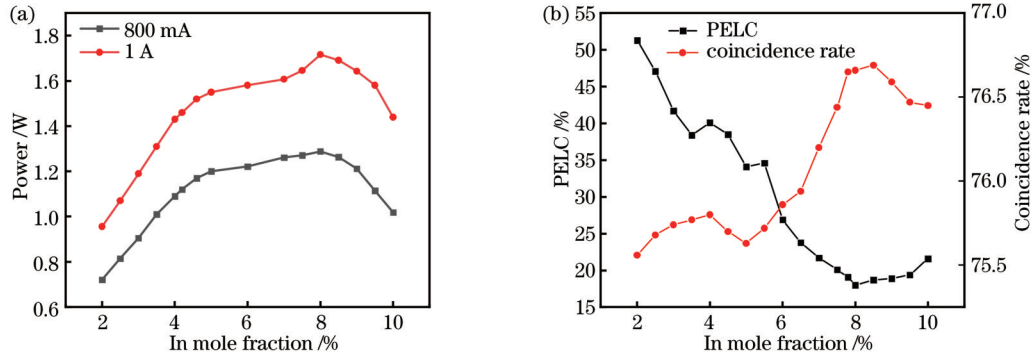 (a)
1.8
1.6
1.4
1.2
1.0
0.8
0.6
Power /W
800 mA
1 A
2
4
6
8
10
In mole fraction /%
(b)
55
50
45
40
35
30
25
20
15
PELC /%
PELC
coincidence rate
77.0
76.5
76.0
75.5
Coincidence rate /%
2
4
6
8
10
In mole fraction /%